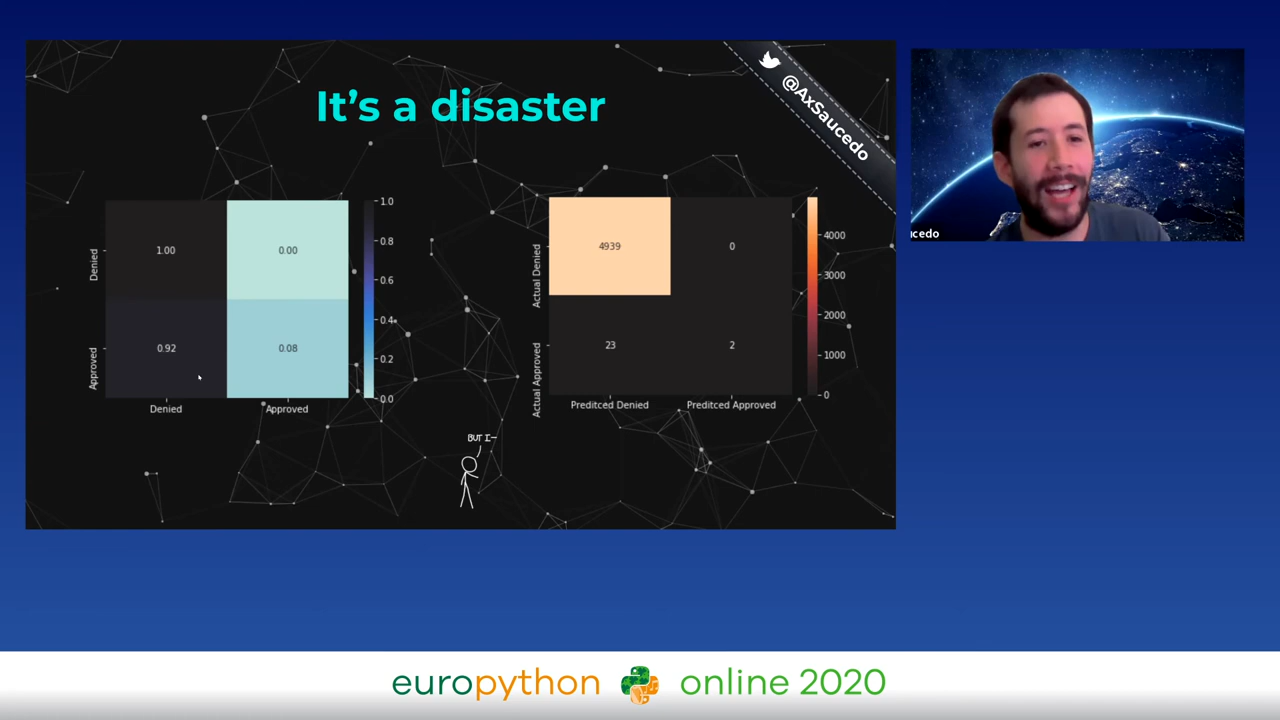 It's a disaster
@AxSaucedo
1.00
0.00
0.92
0.08
Denied
Approved
Denied
Approved
1.0
0.8
0.6
0.4
0.2
0.0
4939
0
23
2
Actual Denied
Actual Approved
Preditced Denied
Preditced Approved
4000
3000
2000
1000
0
BUT I-
ucedo
europython online 2020